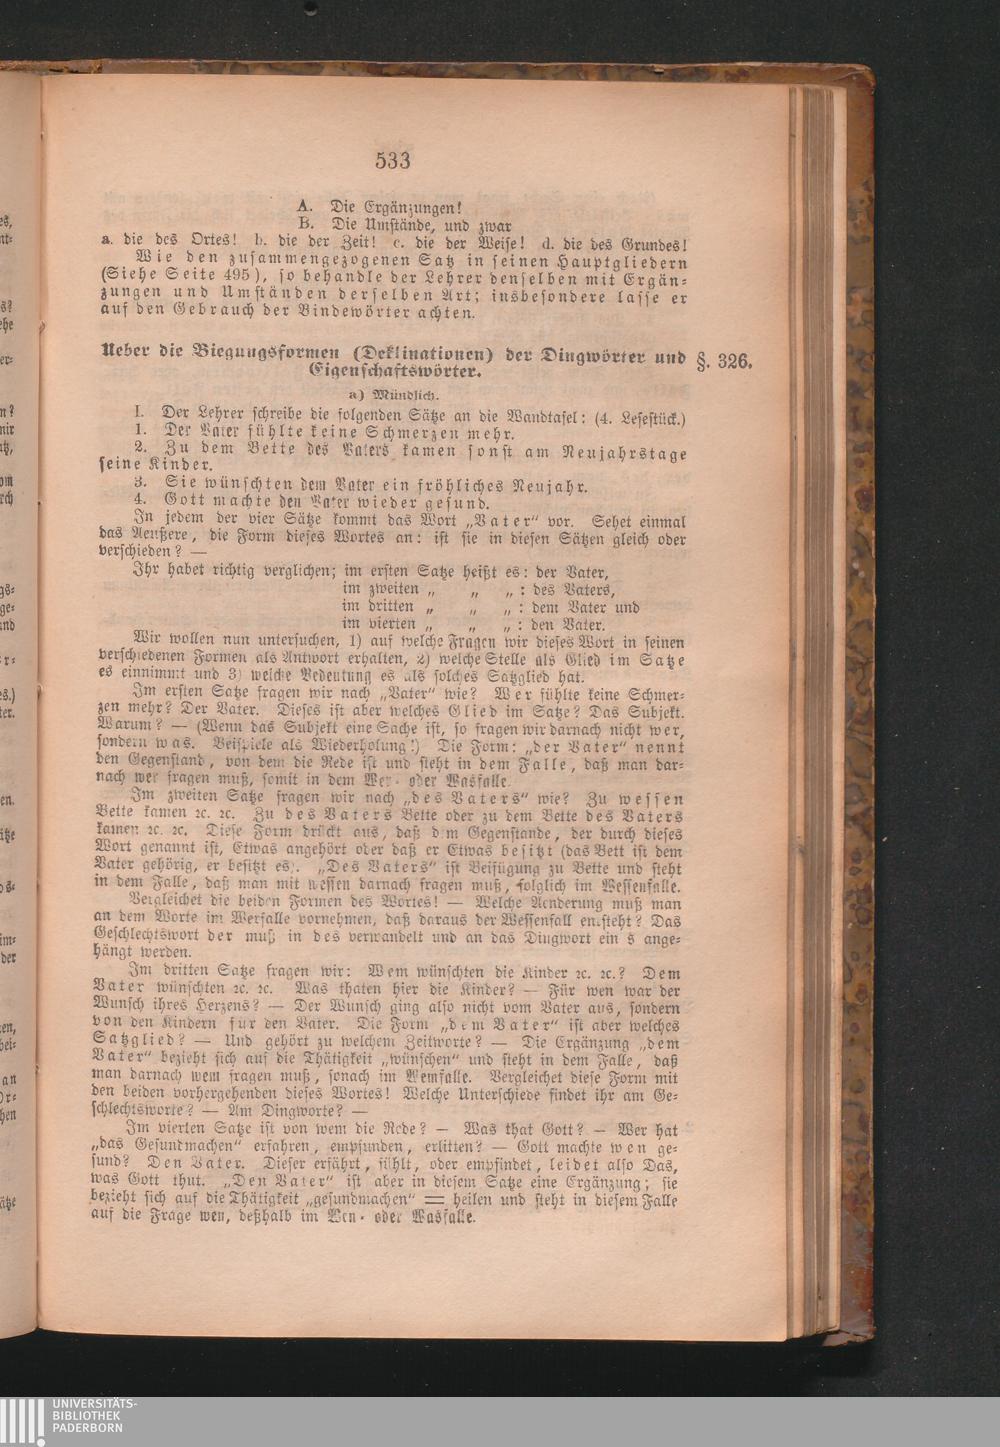 533
A. Die Ergänzungen!
B. Die Umstände, und zwar
a. die des Ortes! b. die der Zeit! c. die der Weise! d. die des Grundes!
Wie den zusammengezogenen Satz in seinen Hauptgliedern
(Siehe Seite 495), so behandle der Lehrer denselben mit Ergän-
zungen und Umständen derselben Art; insbesondere lasse er
auf den Gebrauch der Bindewörter achten.
Ueber die Biegungsformen (Deklinationen) der Dingwörter und
Eigenschaftswörter.
§. 326.
a) Mündlich.
I. Der Lehrer schreibe die folgenden Sätze an die Wandtafel: (4. Lesestück.)
1. Der Vater fühlte keine Schmerzen mehr.
2. Zu dem Bette des Vaters kamen sonst am Neujahrstage
seine Kinder.
3. Sie wünschten dem Vater ein fröhliches Neujahr.
4. Gott machte den Vater wieder gesund.
In jedem der vier Sätze kommt das Wort „Vater“ vor. Sehet einmal
das Aeußere, die Form dieses Wortes an: ist sie in diesen Sätzen gleich oder
verschieden? —
Ihr habet richtig verglichen; im ersten Satze heißt es: der Vater,
im zweiten „ „ „ : des Vaters,
im dritten „ „ „ : dem Vater und
im vierten „ „ „ : den Vater.
Wir wollen nun untersuchen, 1) auf welche Fragen wir dieses Wort in seinen
verschiedenen Formen als Antwort erhalten, 2) welche Stelle als Glied im Satze
es einnimmt und 3) welche Bedeutung es als solches Satzglied hat.
Im ersten Satze fragen wir nach „Vater“ wie? Wer fühlte keine Schmer-
zen mehr? Der Vater. Dieses ist aber welches Glied im Satze? Das Subjekt.
Warum? — (Wenn das Subjekt eine Sache ist, so fragen wir darnach nicht wer,
sondern was. Beispiele als Wiederholung!) Die Form: „der Vater“ nennt
den Gegenstand, von dem die Rede ist und steht in dem Falle, daß man dar-
nach wer fragen muß, somit in dem Wer- oder Wasfalle.
Im zweiten Satze fragen wir nach „des Vaters“ wie? Zu wessen
Bette kamen ꝛc. ꝛc. Zu des Vaters Bette oder zu dem Bette des Vaters
kamen ꝛc. ꝛc. Diese Form drückt aus, daß dem Gegenstande, der durch dieses
Wort genannt ist, Etwas angehört oder daß er Etwas besitzt (das Bett ist dem
Vater gehörig, er besitzt es). „Des Vaters“ ist Beifügung zu Bette und steht
in dem Falle, daß man mit wessen darnach fragen muß, folglich im Wessenfalle.
Vergleichet die beiden Formen des Wortes! — Welche Aenderung muß man
an dem Worte im Werfalle vornehmen, daß daraus der Wessenfall entsteht? Das
Geschlechtswort der muß in des verwandelt und an das Dingwort ein s ange-
hängt werden.
Im dritten Satze fragen wir: Wem wünschten die Kinder ꝛc. ꝛc.? Dem
Vater wünschten ꝛc. ꝛc. Was thaten hier die Kinder? — Für wen war der
Wunsch ihres Herzens? — Der Wunsch ging also nicht vom Vater aus, sondern
von den Kindern für den Vater. Die Form „dem Vater“ ist aber welches
Satzglied? — Und gehört zu welchem Zeitworte? — Die Ergänzung „dem
Vater“ bezieht sich auf die Thätigkeit „wünschen“ und steht in dem Falle, daß
man darnach wem fragen muß, sonach im Wemfalle. Vergleichet diese Form mit
den beiden vorhergehenden dieses Wortes! Welche Unterschiede findet ihr am Ge-
schlechtsworte? — Am Dingworte? —
Im vierten Satze ist von wem die Rede? — Was that Gott? — Wer hat
„das Gesundmachen“ erfahren, empfunden, erlitten? — Gott machte wen ge-
sund? Den Vater. Dieser erfährt, fühlt, oder empfindet, leidet also Das,
was Gott thut. „Den Vater“ ist aber in diesem Satze eine Ergänzung; sie
bezieht sich auf die Thätigkeit „gesundmachen“ = heilen und steht in diesem Falle
auf die Frage wen, deßhalb im Wen- oder Wasfalle.
UNIVERSITÄTS-
BIBLIOTHEK
PADERBORN